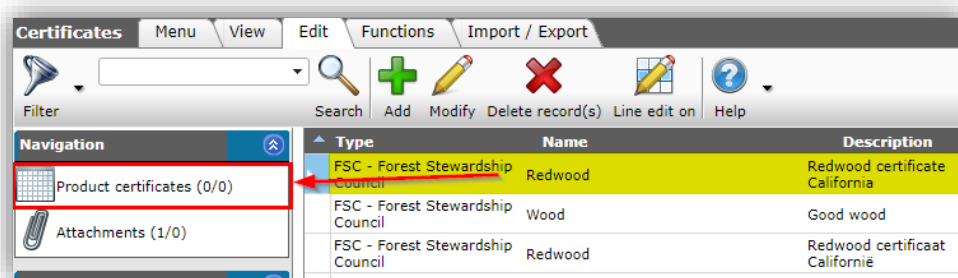 Certificates Menu View Edit Functions Import / Export
Filter Search Add Modify Delete record(s) Line edit on Help
Navigation
Product certificates (0/0)
Attachments (1/0)
Type Name Description
FSC - Forest Stewardship Redwood Redwood certificate
Council California
FSC - Forest Stewardship Wood Good wood
Council
FSC - Forest Stewardship Redwood Redwood certificaat
Council Californië